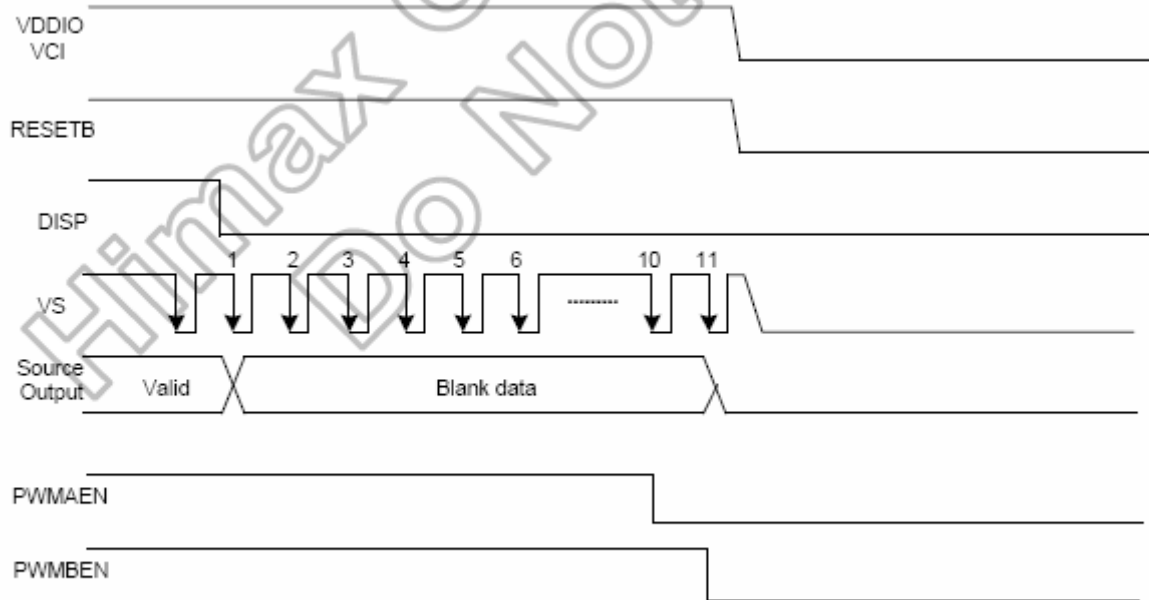 VDDIO
VCI
RESETB
DISP
1 2 3 4 5 6 10 11
VS
Source
Output
Valid
Blank data
PWMAEN
PWMBEN
Himax
Do Not